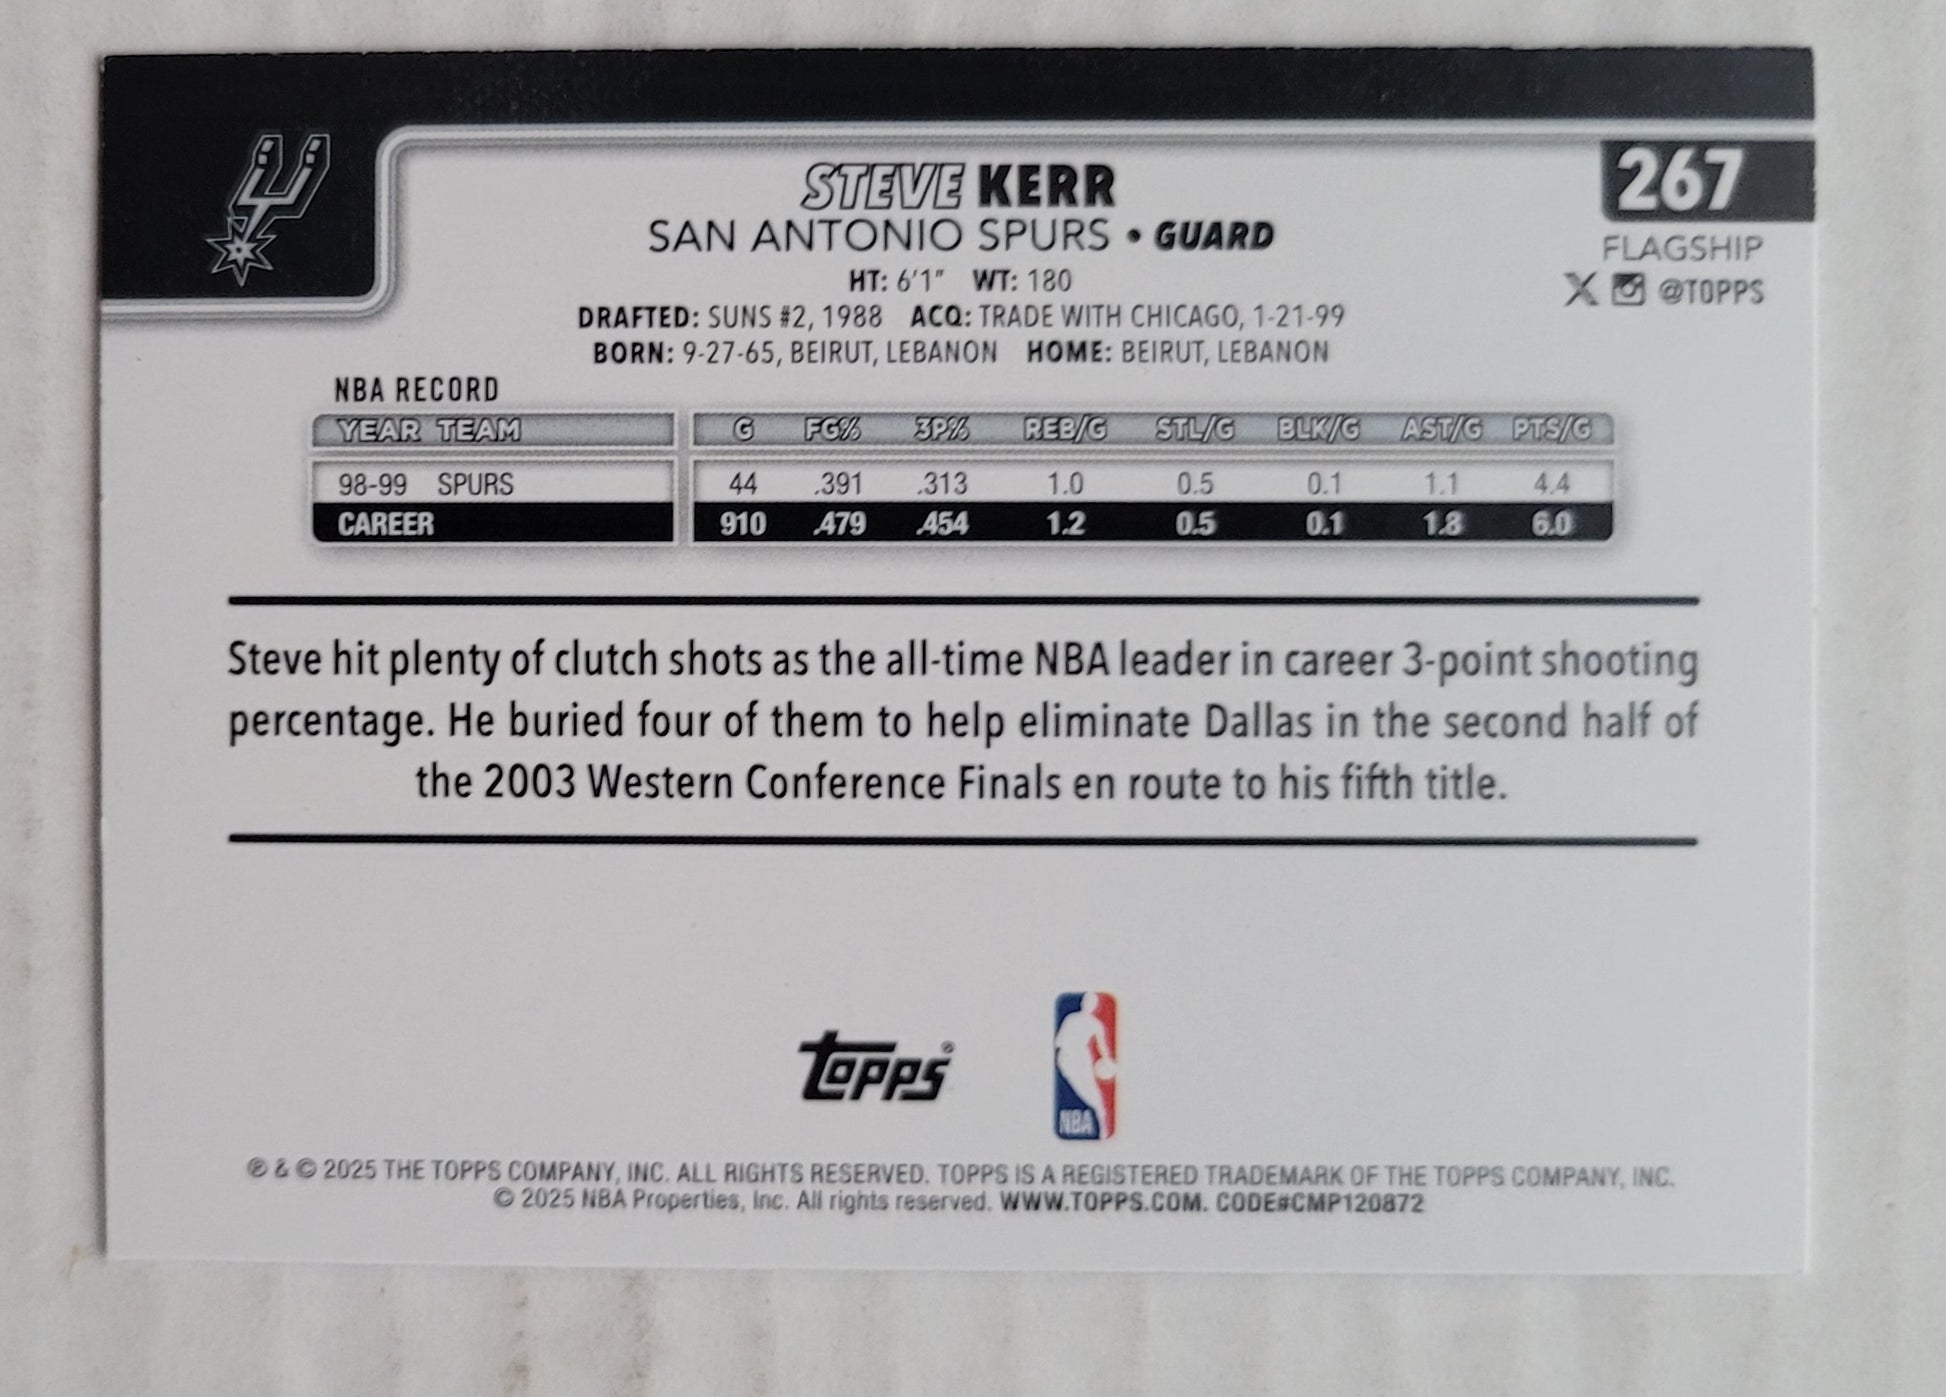 STEVE KERR
267
SAN ANTONIO SPURS • GUARD
FLAGSHIP
HT: 6'1" WT: 180
X @TOPPS
DRAFTED: SUNS #2, 1988 ACQ: TRADE WITH CHICAGO, 1-21-99
BORN: 9-27-65, BEIRUT, LEBANON HOME: BEIRUT, LEBANON
NBA RECORD
YEAR TEAM G FG% 3P% REB/G STL/G BLK/G AST/G PTS/G
98-99 SPURS 44 .391 .313 1.0 0.5 0.1 1.1 4.4
CAREER 910 .479 .454 1.2 0.5 0.1 1.8 6.0
Steve hit plenty of clutch shots as the all-time NBA leader in career 3-point shooting
percentage. He buried four of them to help eliminate Dallas in the second half of
the 2003 Western Conference Finals en route to his fifth title.
Topps®
NBA
® & © 2025 THE TOPPS COMPANY, INC. ALL RIGHTS RESERVED. TOPPS IS A REGISTERED TRADEMARK OF THE TOPPS COMPANY, INC.
© 2025 NBA Properties, Inc. All rights reserved. WWW.TOPPS.COM. CODE#CMP120872